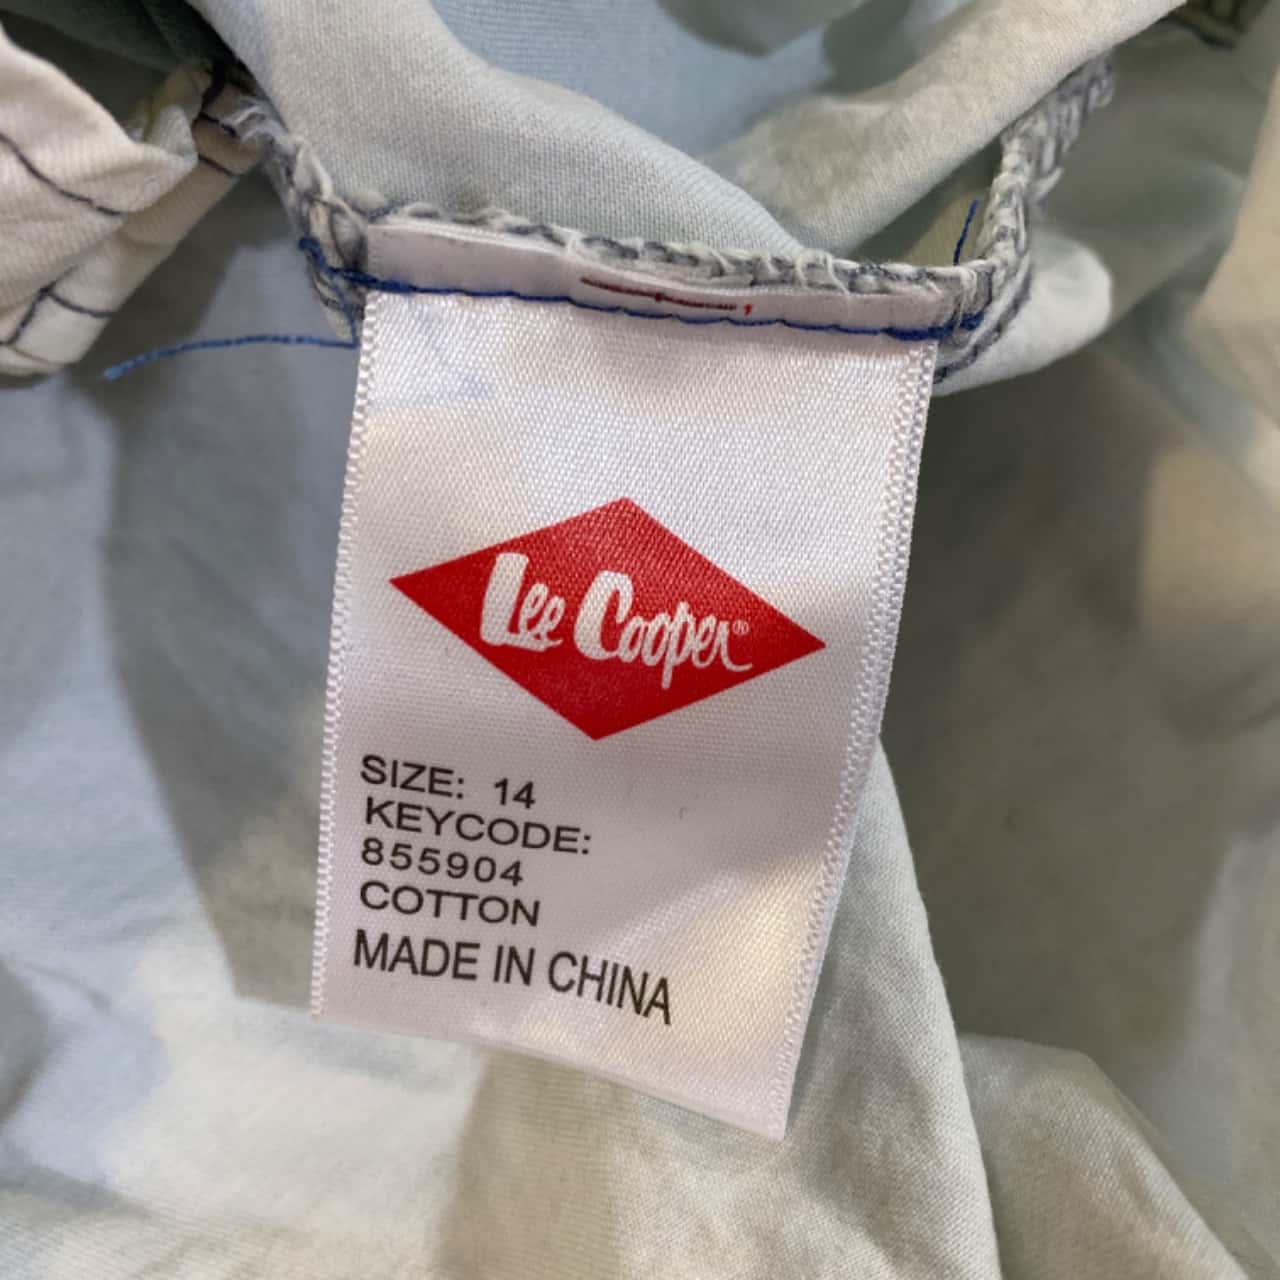 Lee Cooper®
SIZE: 14
KEYCODE:
855904
COTTON
MADE IN CHINA